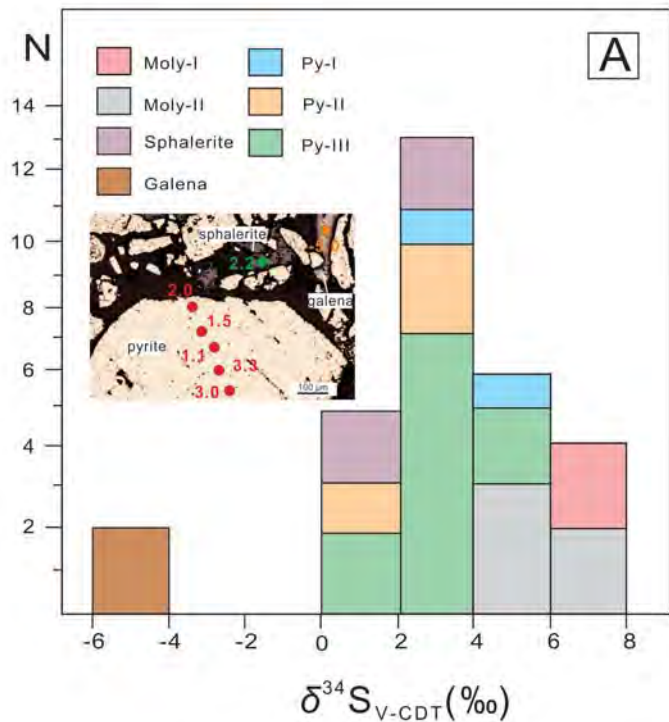 N
A
Moly-I
Py-I
Moly-II
Py-II
Sphalerite
Py-III
Galena
14
12
10
8
6
4
2
sphalerite
2.2
galena
2.0
1.5
pyrite
1.1
3.3
3.0
100 μm
-6 -4 -2 0 2 4 6 8
δ³⁴S V-CDT(‰)